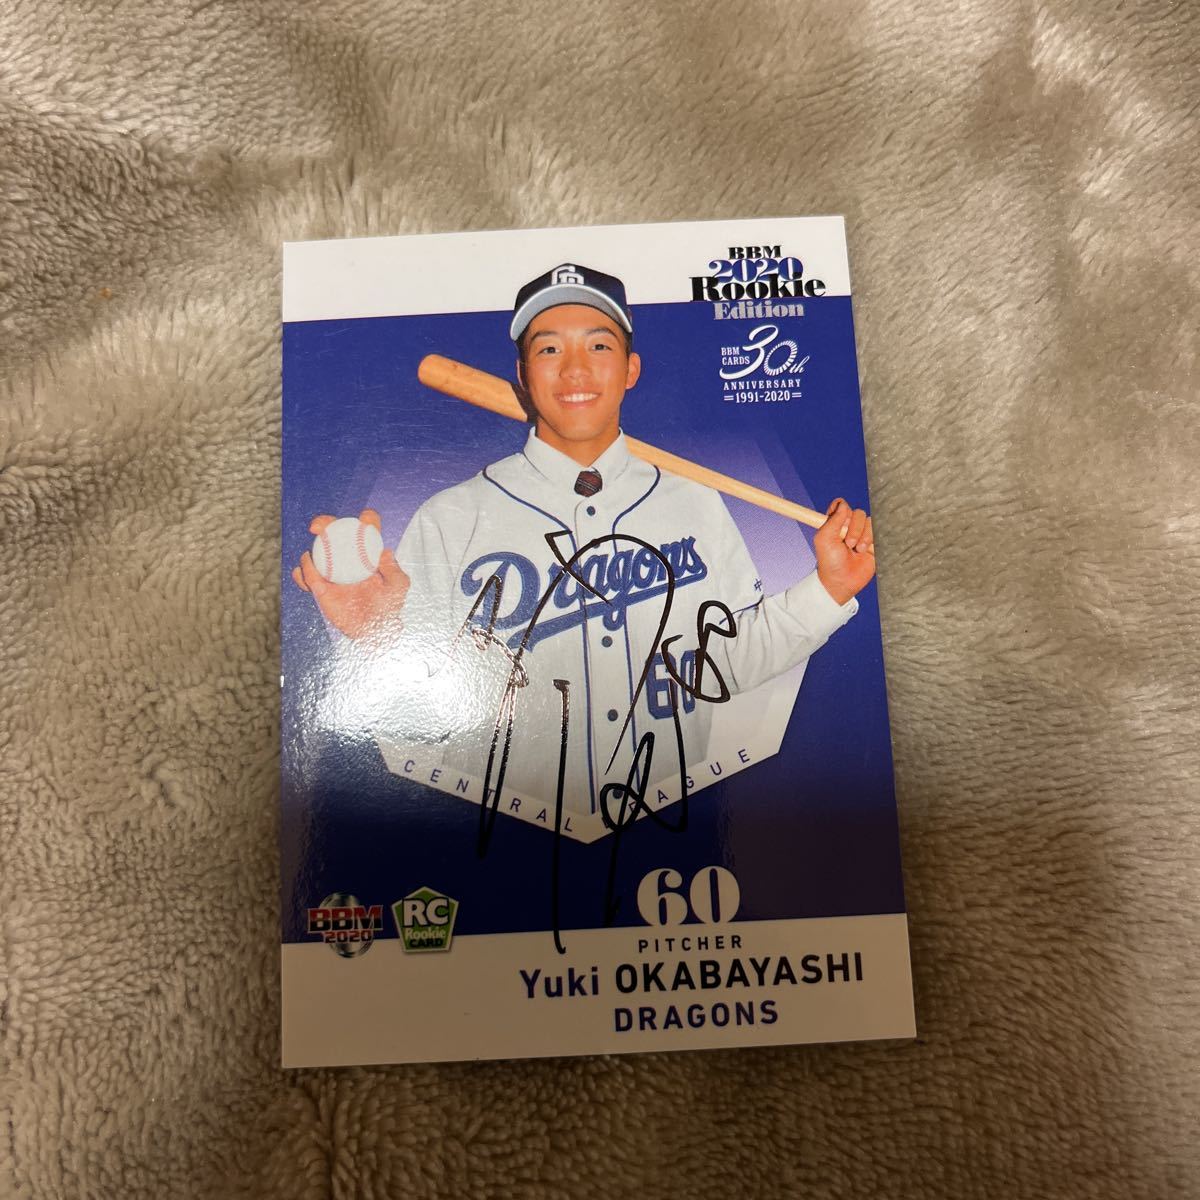 BBM
2020
Rookie
Edition
BBM
CARDS 30th
ANNIVERSARY
=1991-2020=
Dragons
60
CENTRAL LEAGUE
BBM
2020
RC
Rookie
CARD
60
PITCHER
Yuki OKABAYASHI
DRAGONS